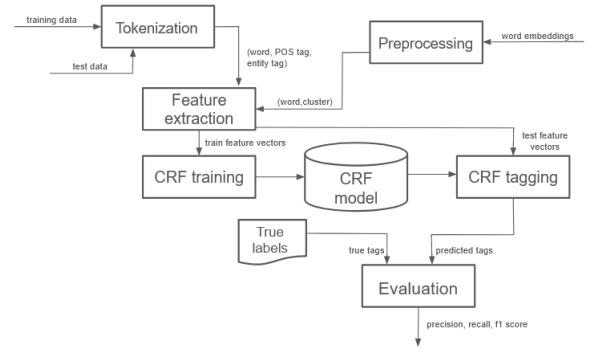 training data
Tokenization
test data
(word, POS tag,
entity tag)
Preprocessing
word embeddings
Feature
extraction
(word,cluster)
train feature vectors
test feature
vectors
CRF training
CRF
model
CRF tagging
True
labels
true tags
predicted tags
Evaluation
precision, recall, f1 score